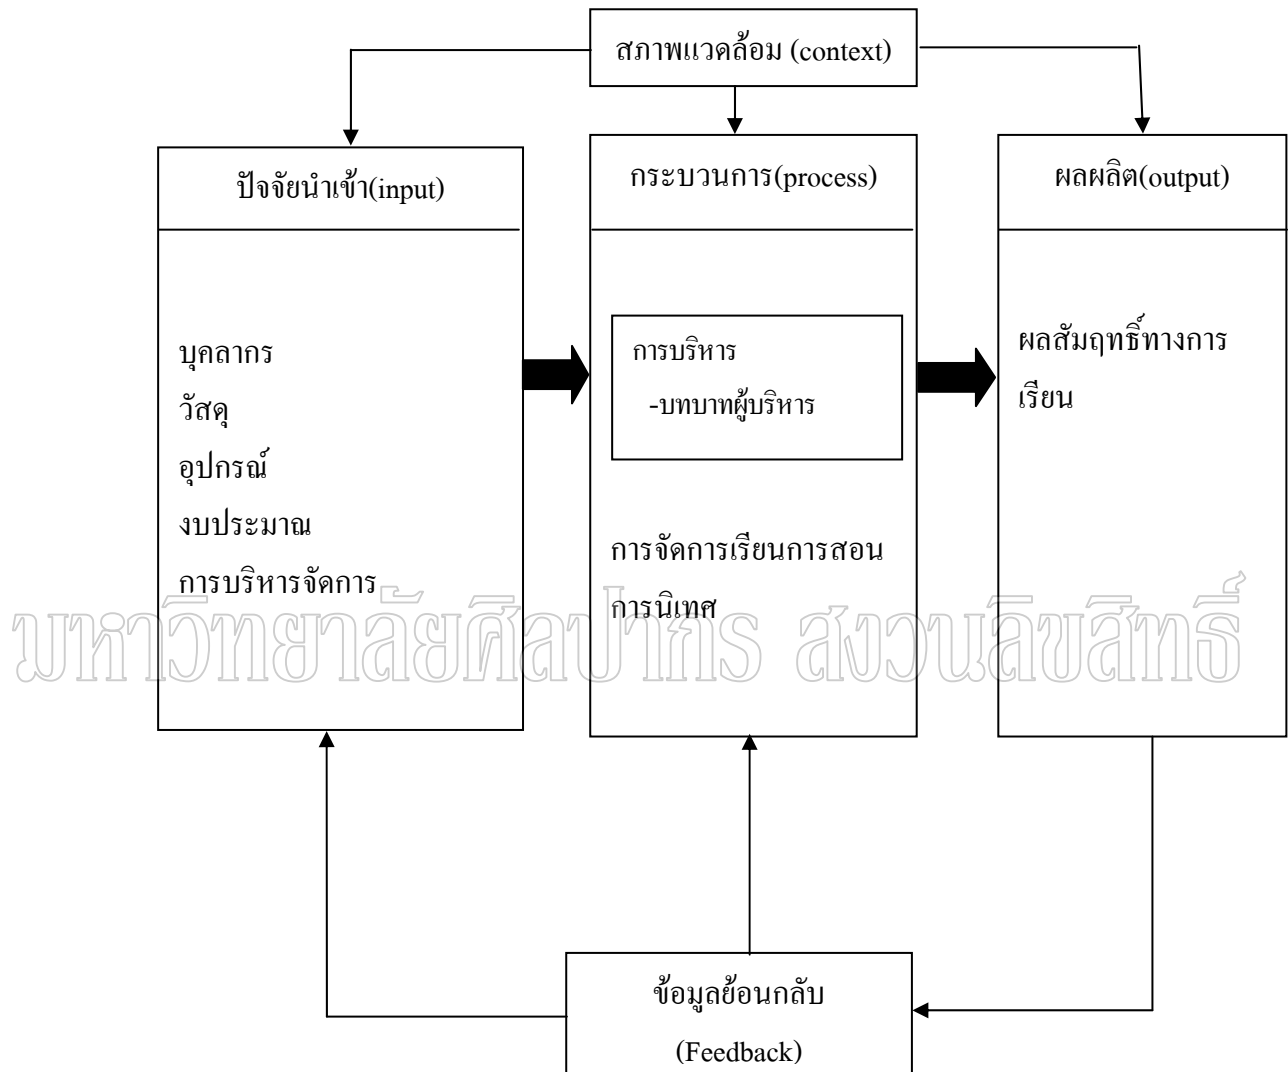 สภาพแวดล้อม (context)
ปัจจัยนำเข้า(input)
บุคลากร
วัสดุ
อุปกรณ์
งบประมาณ
การบริหารจัดการ
กระบวนการ(process)
การบริหาร
-บทบาทผู้บริหาร
การจัดการเรียนการสอน
การนิเทศ
ผลผลิต(output)
ผลสัมฤทธิ์ทางการ
เรียน
มหาวิทยาลัยศิลปากร สงวนลิขสิทธิ์
ข้อมูลย้อนกลับ
(Feedback)